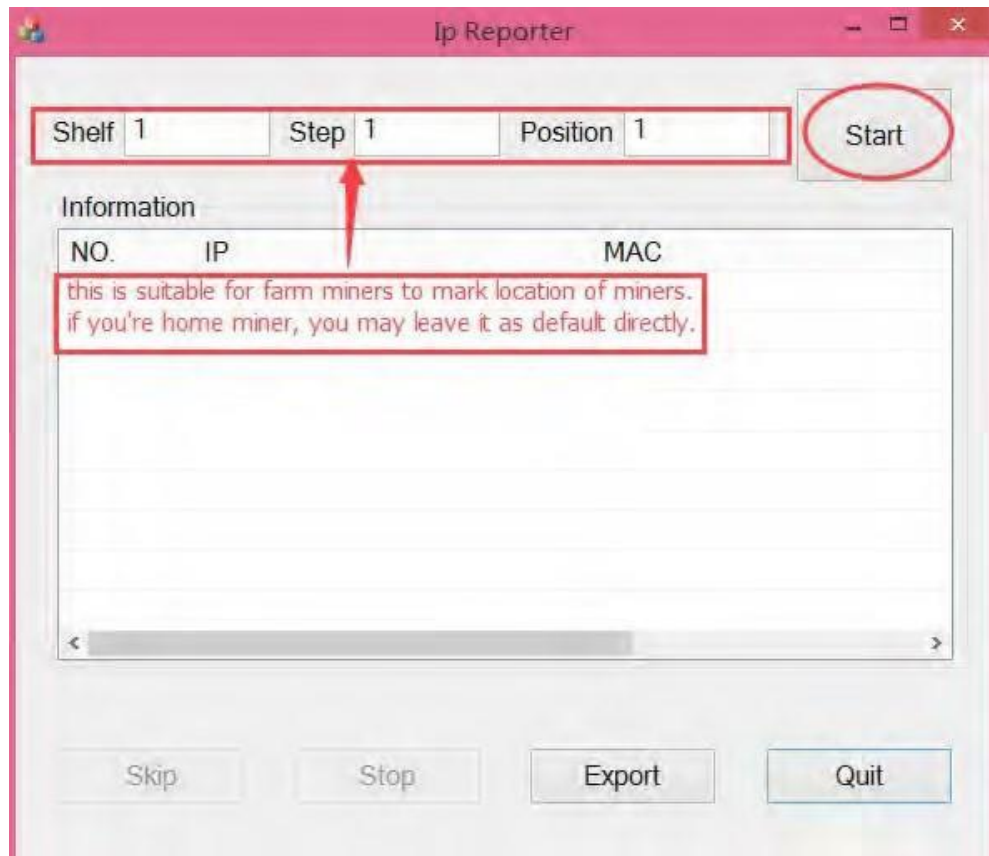 Ip Reporter
Shelf 1 Step 1 Position 1 Start
Information
NO. IP MAC
this is suitable for farm miners to mark location of miners.
if you're home miner, you may leave it as default directly.
Skip Stop Export Quit